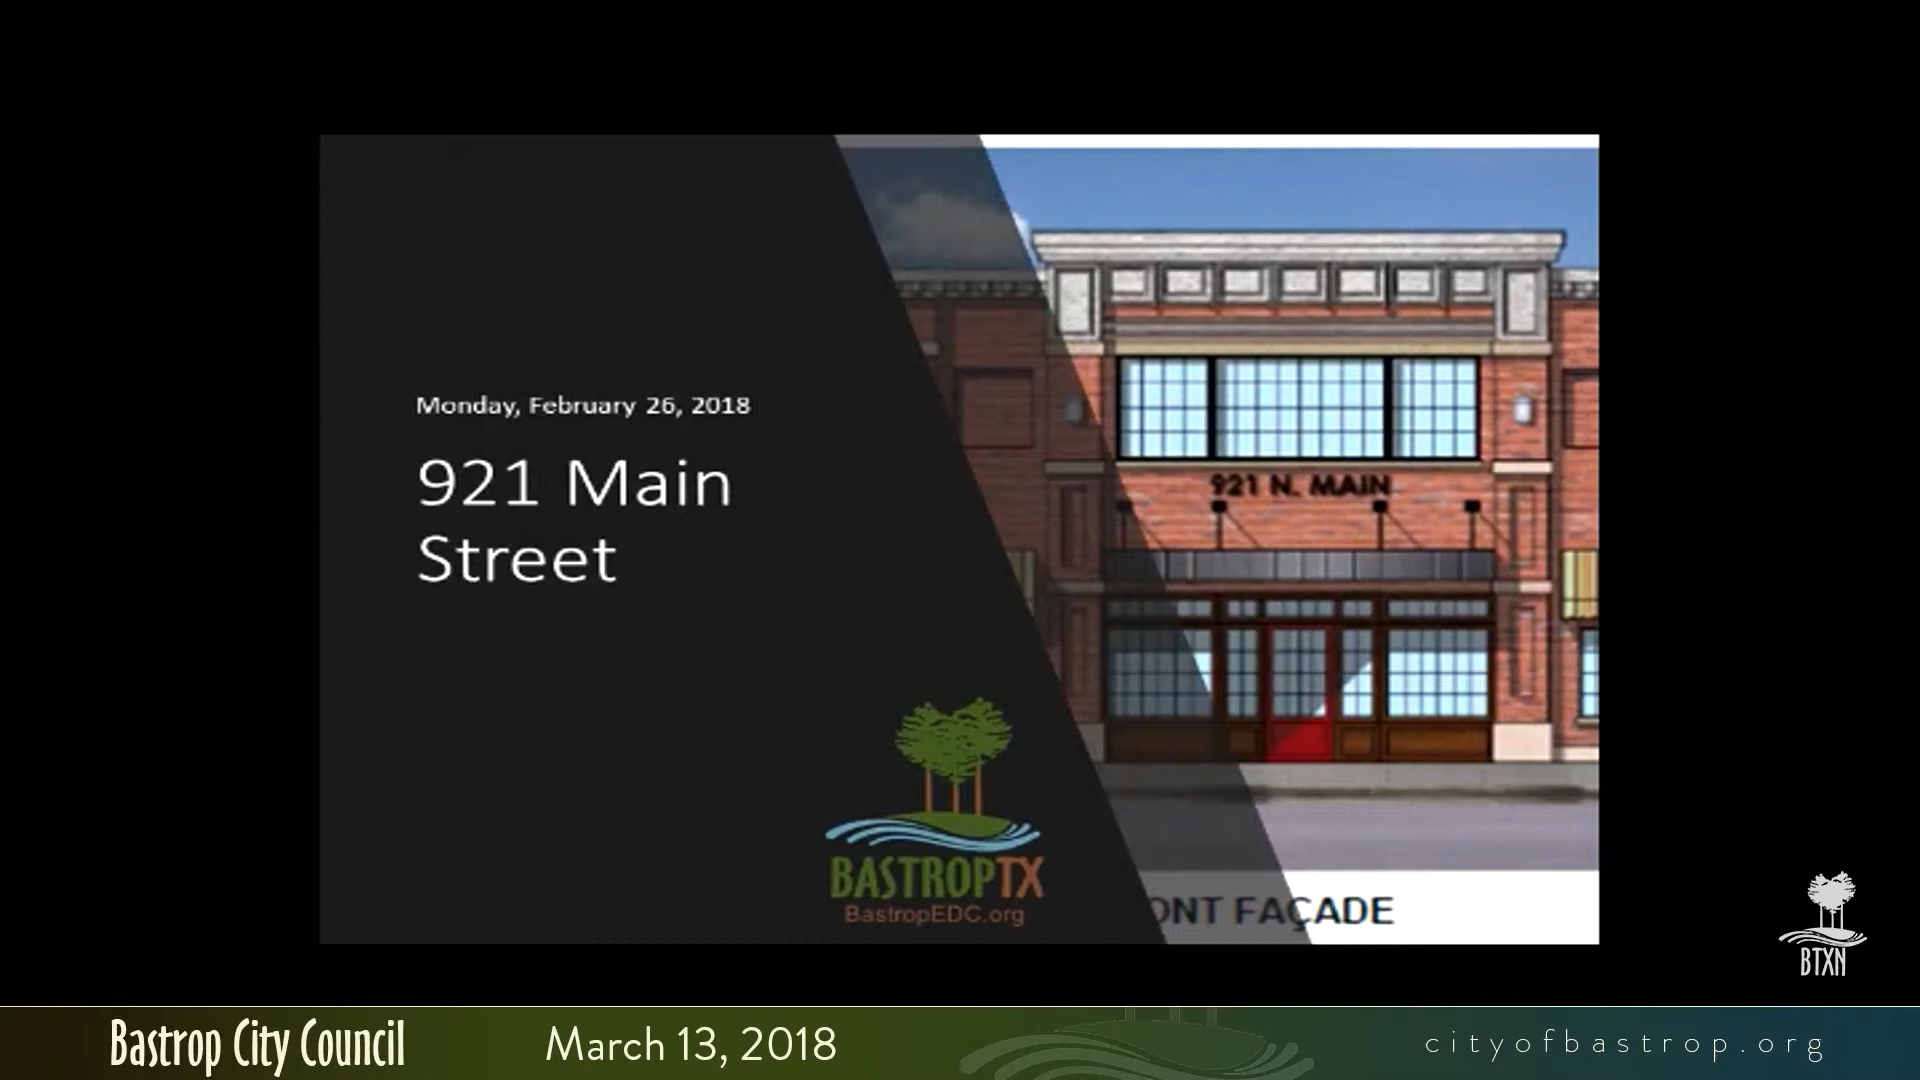 Monday, February 26, 2018
921 Main
Street
921 N. MAIN
BASTROPTX
BastropEDC.org
ONT FAÇADE
BTXN
Bastrop City Council
March 13, 2018
cityofbastrop.org